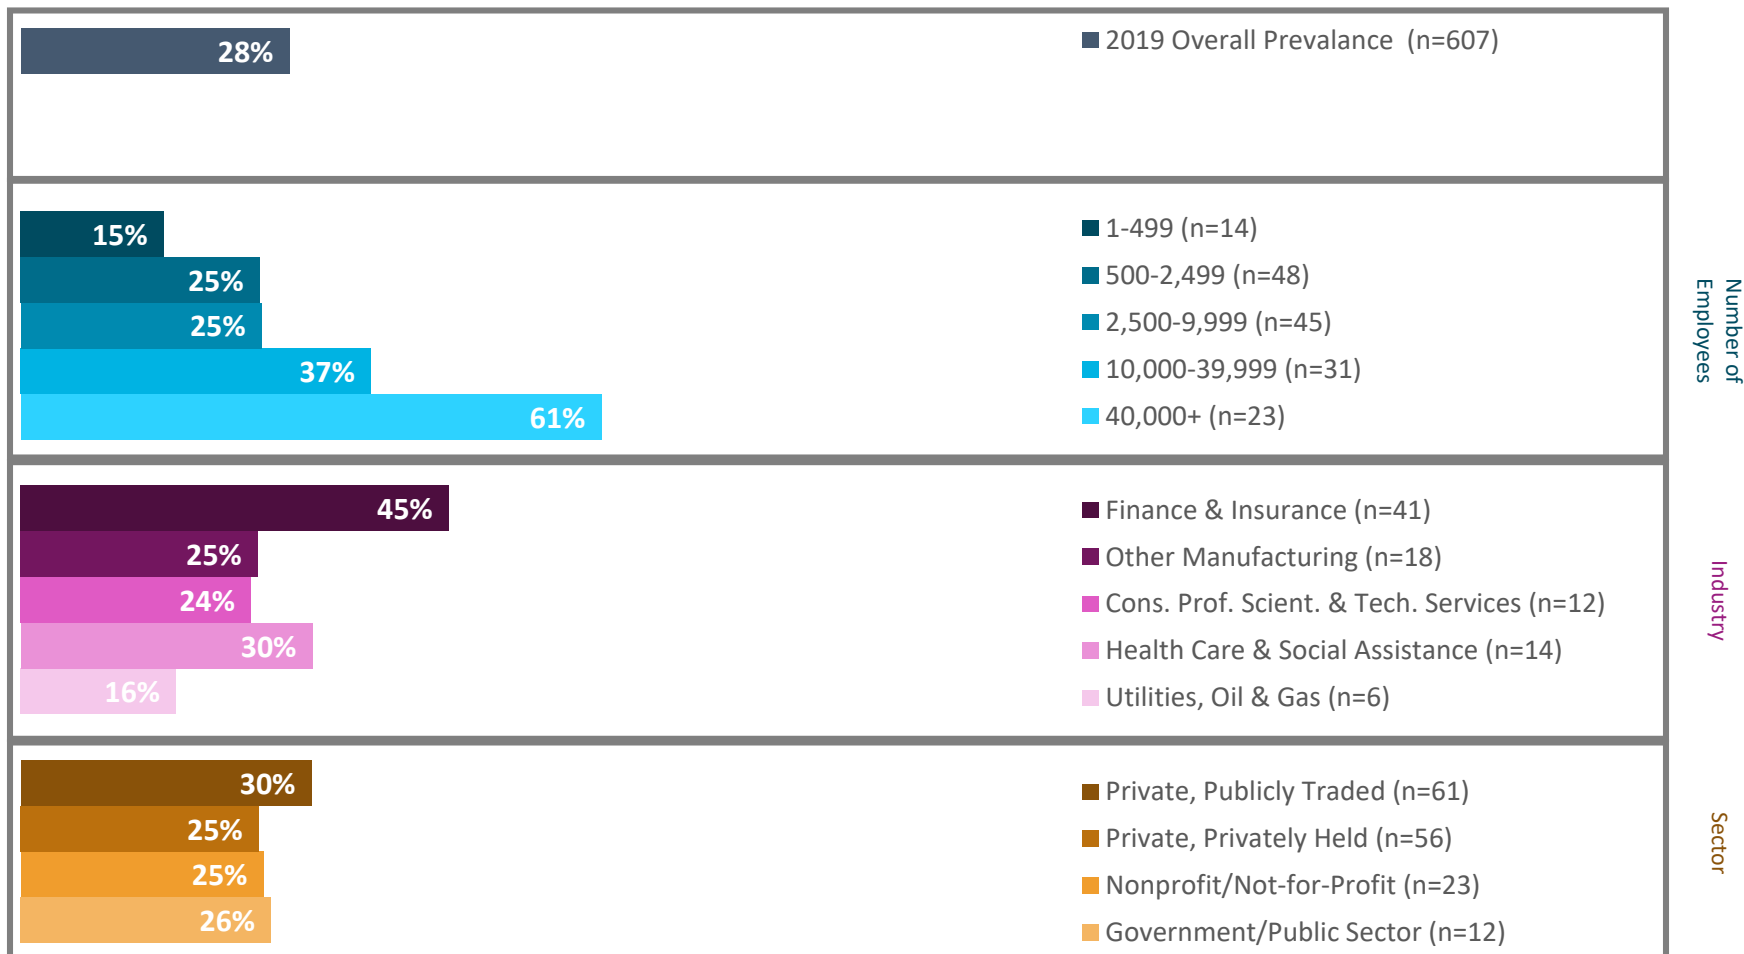 28%
2019 Overall Prevalance (n=607)
15%
25%
25%
37%
61%
1-499 (n=14)
500-2,499 (n=48)
2,500-9,999 (n=45)
10,000-39,999 (n=31)
40,000+ (n=23)
Number of
Employees
45%
25%
24%
30%
16%
Finance & Insurance (n=41)
Other Manufacturing (n=18)
Cons. Prof. Scient. & Tech. Services (n=12)
Health Care & Social Assistance (n=14)
Utilities, Oil & Gas (n=6)
Industry
30%
25%
25%
26%
Private, Publicly Traded (n=61)
Private, Privately Held (n=56)
Nonprofit/Not-for-Profit (n=23)
Government/Public Sector (n=12)
Sector